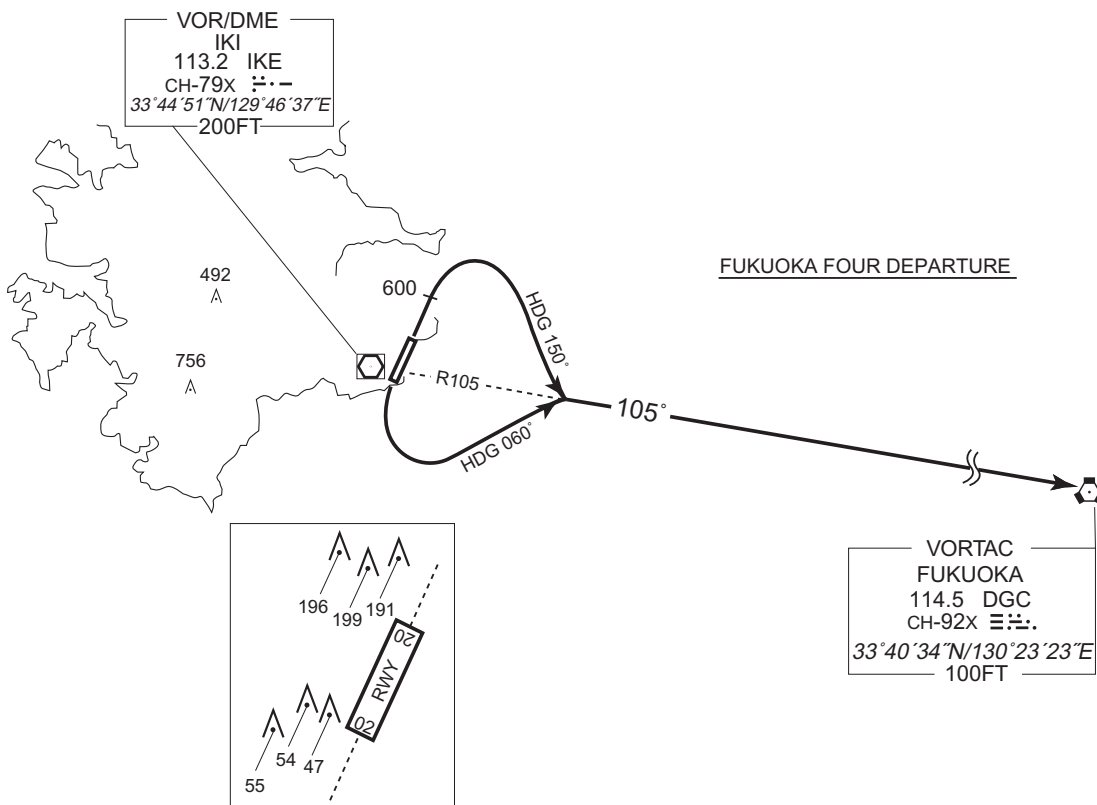 VOR/DME
IKI
113.2 IKE
CH-79X
33°44´51˝N/129°46´37˝E
200FT
FUKUOKA FOUR DEPARTURE
492
600
HDG 150°
756
R105
105°
HDG 060°
VORTAC
FUKUOKA
114.5 DGC
CH-92X
33°40´34˝N/130°23´23˝E
100FT
196
199
191
20
RWY
02
55
54
47